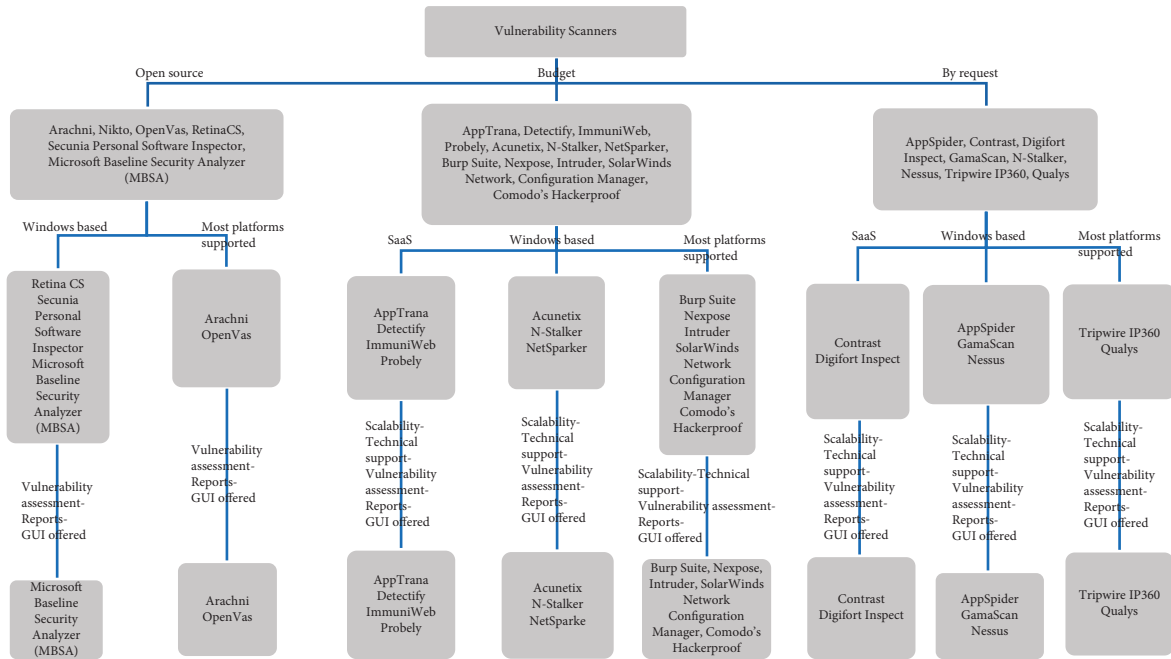 Vulnerability Scanners
Open source
Budget
By request
Arachni, Nikto, OpenVas, RetinaCS,
Secunia Personal Software Inspector,
Microsoft Baseline Security Analyzer
(MBSA)
AppTrana, Detectify, ImmuniWeb,
Probely, Acunetix, N-Stalker, NetSparker,
Burp Suite, Nexpose, Intruder, SolarWinds
Network, Configuration Manager,
Comodo's Hackerproof
AppSpider, Contrast, Digifort
Inspect, GamaScan, N-Stalker,
Nessus, Tripwire IP360, Qualys
Windows based
Most platforms
supported
SaaS
Windows based
Most platforms
supported
SaaS
Windows based
Most platforms
supported
Retina CS
Secunia
Personal
Software
Inspector
Microsoft
Baseline
Security
Analyzer
(MBSA)
Arachni
OpenVas
AppTrana
Detectify
ImmuniWeb
Probely
Acunetix
N-Stalker
NetSparker
Burp Suite
Nexpose
Intruder
SolarWinds
Network
Configuration
Manager
Comodo's
Hackerproof
Contrast
Digifort Inspect
AppSpider
GamaScan
Nessus
Tripwire IP360
Qualys
Vulnerability
assessment-
Reports-
GUI offered
Vulnerability
assessment-
Reports-
GUI offered
Scalability-
Technical
support-
Vulnerability
assessment-
Reports-
GUI offered
Scalability-
Technical
support-
Vulnerability
assessment-
Reports-
GUI offered
Scalability-Technical
support-
Vulnerability assessment-
Reports-
GUI offered
Scalability-
Technical
support-
Vulnerability
assessment-
Reports-
GUI offered
Scalability-
Technical
support-
Vulnerability
assessment-
Reports-
GUI offered
Scalability-
Technical
support-
Vulnerability
assessment-
Reports-
GUI offered
Microsoft
Baseline
Security
Analyzer
(MBSA)
Arachni
OpenVas
AppTrana
Detectify
ImmuniWeb
Probely
Acunetix
N-Stalker
NetSparke
Burp Suite, Nexpose,
Intruder, SolarWinds
Network
Configuration
Manager, Comodo's
Hackerproof
Contrast
Digifort Inspect
AppSpider
GamaScan
Nessus
Tripwire IP360
Qualys